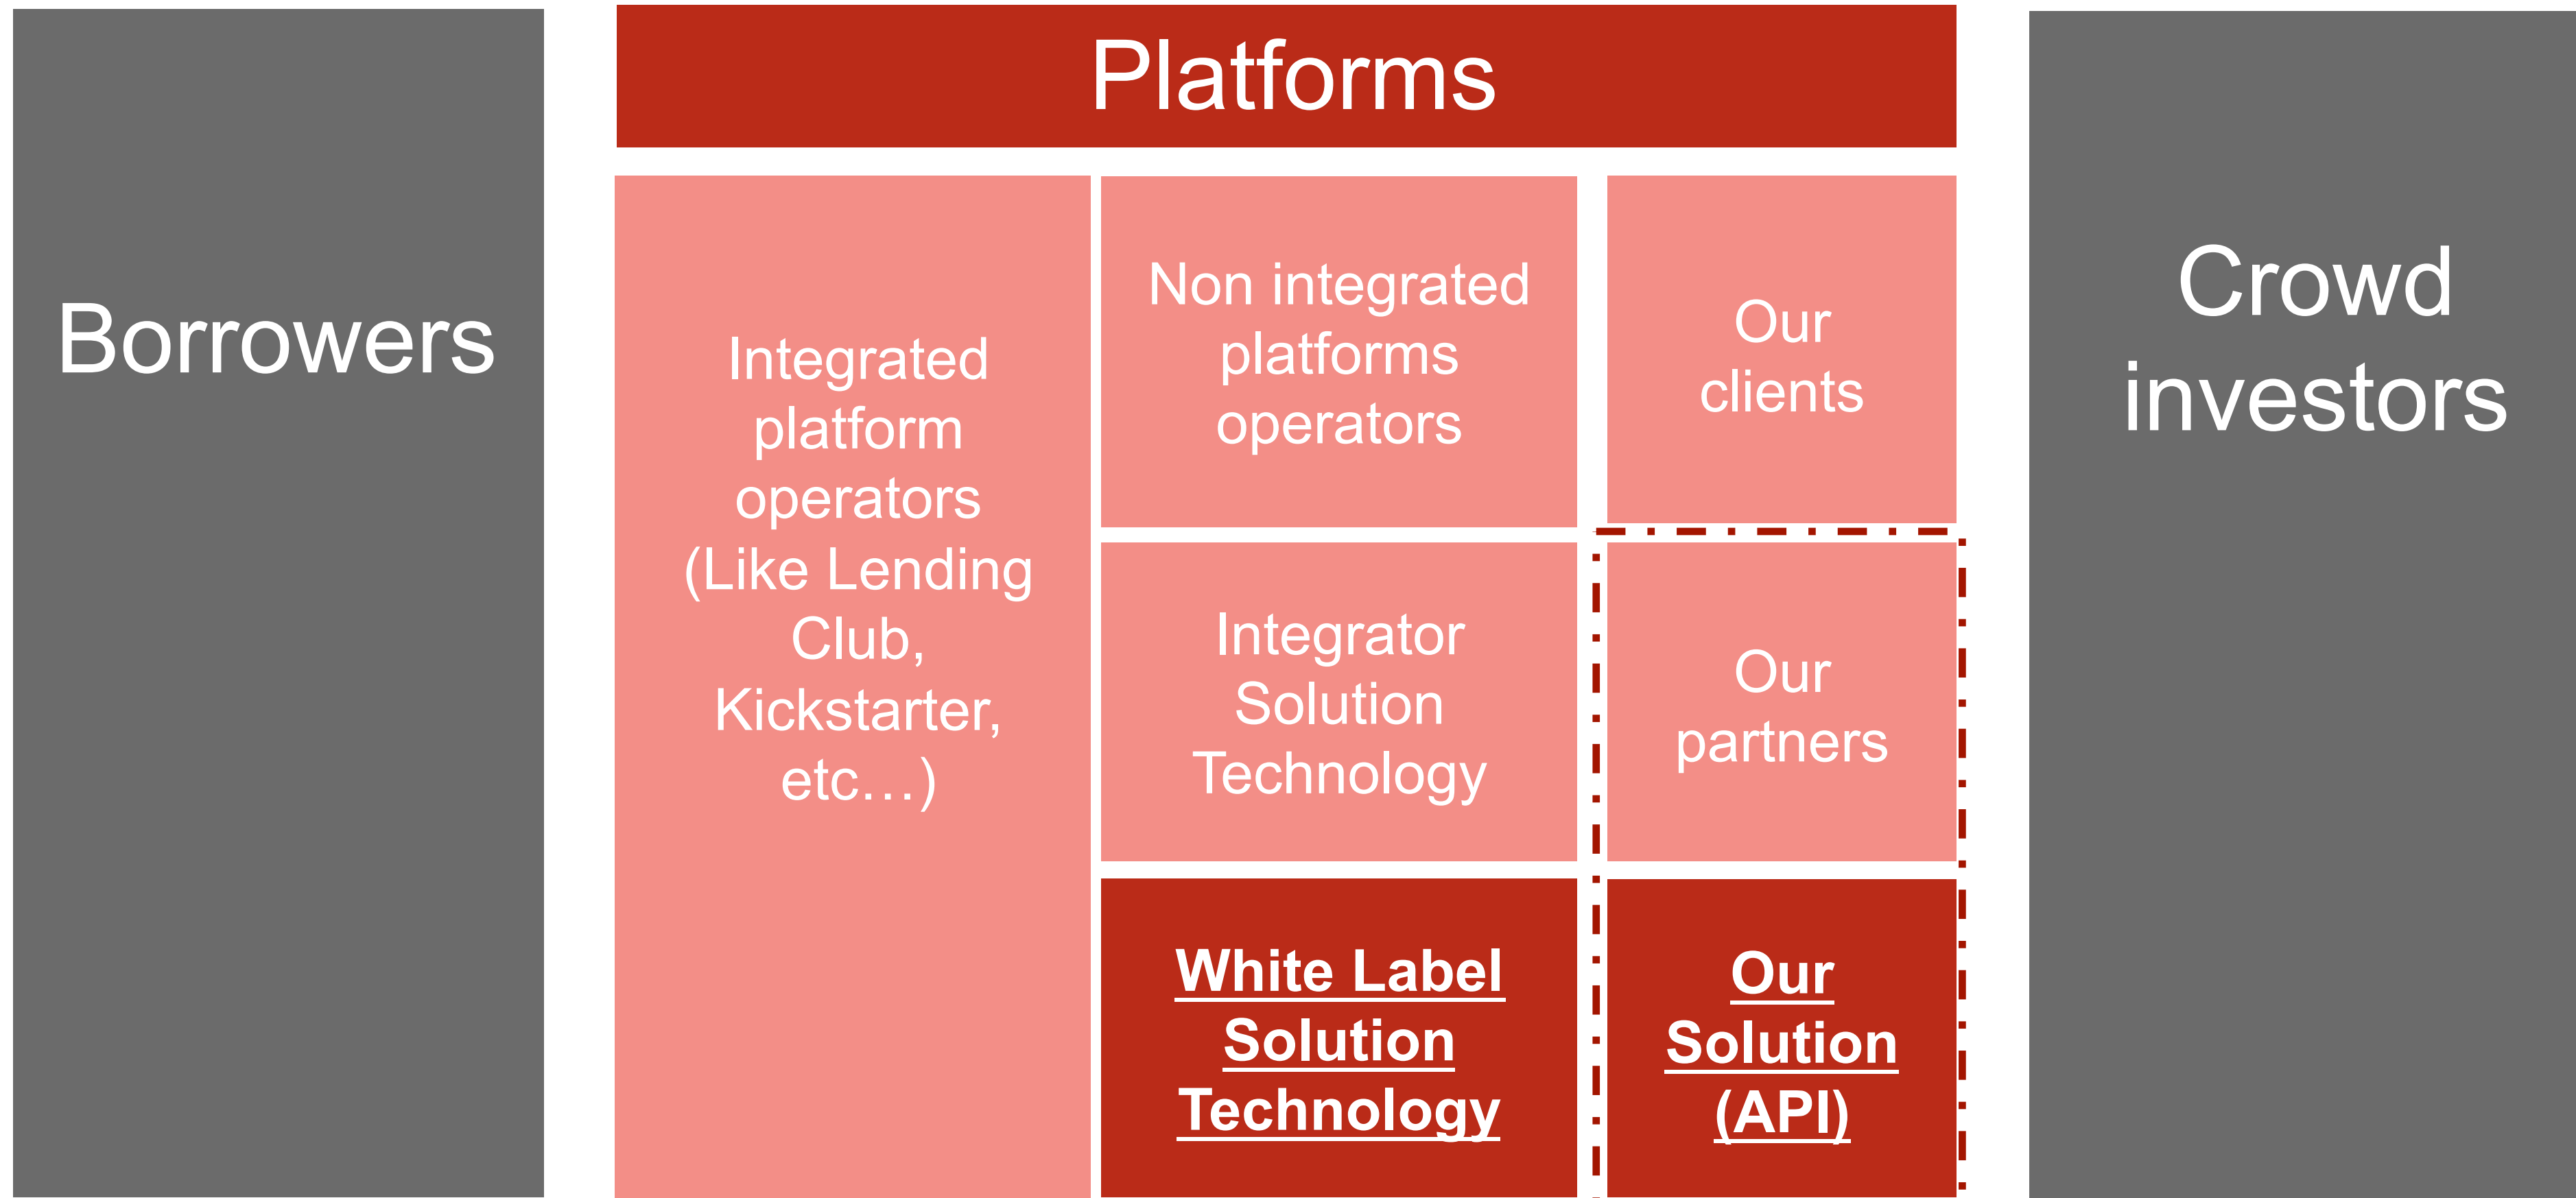 Borrowers
Platforms
Integrated
platform
operators
(Like Lending
Club,
Kickstarter,
etc…)
Non integrated
platforms
operators
Our
clients
Integrator
Solution
Technology
Our
partners
White Label
Solution
Technology
Our
Solution
(API)
Crowd
investors